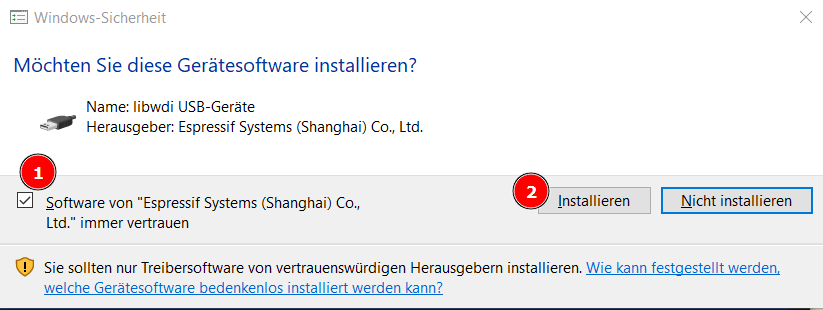 Windows-Sicherheit
Möchten Sie diese Gerätesoftware installieren?
Name: libwdi USB-Geräte
Herausgeber: Espressif Systems (Shanghai) Co., Ltd.
1
Software von "Espressif Systems (Shanghai) Co.,
Ltd." immer vertrauen
2
Installieren
Nicht installieren
Sie sollten nur Treibersoftware von vertrauenswürdigen Herausgebern installieren. Wie kann festgestellt werden,
welche Gerätesoftware bedenkenlos installiert werden kann?